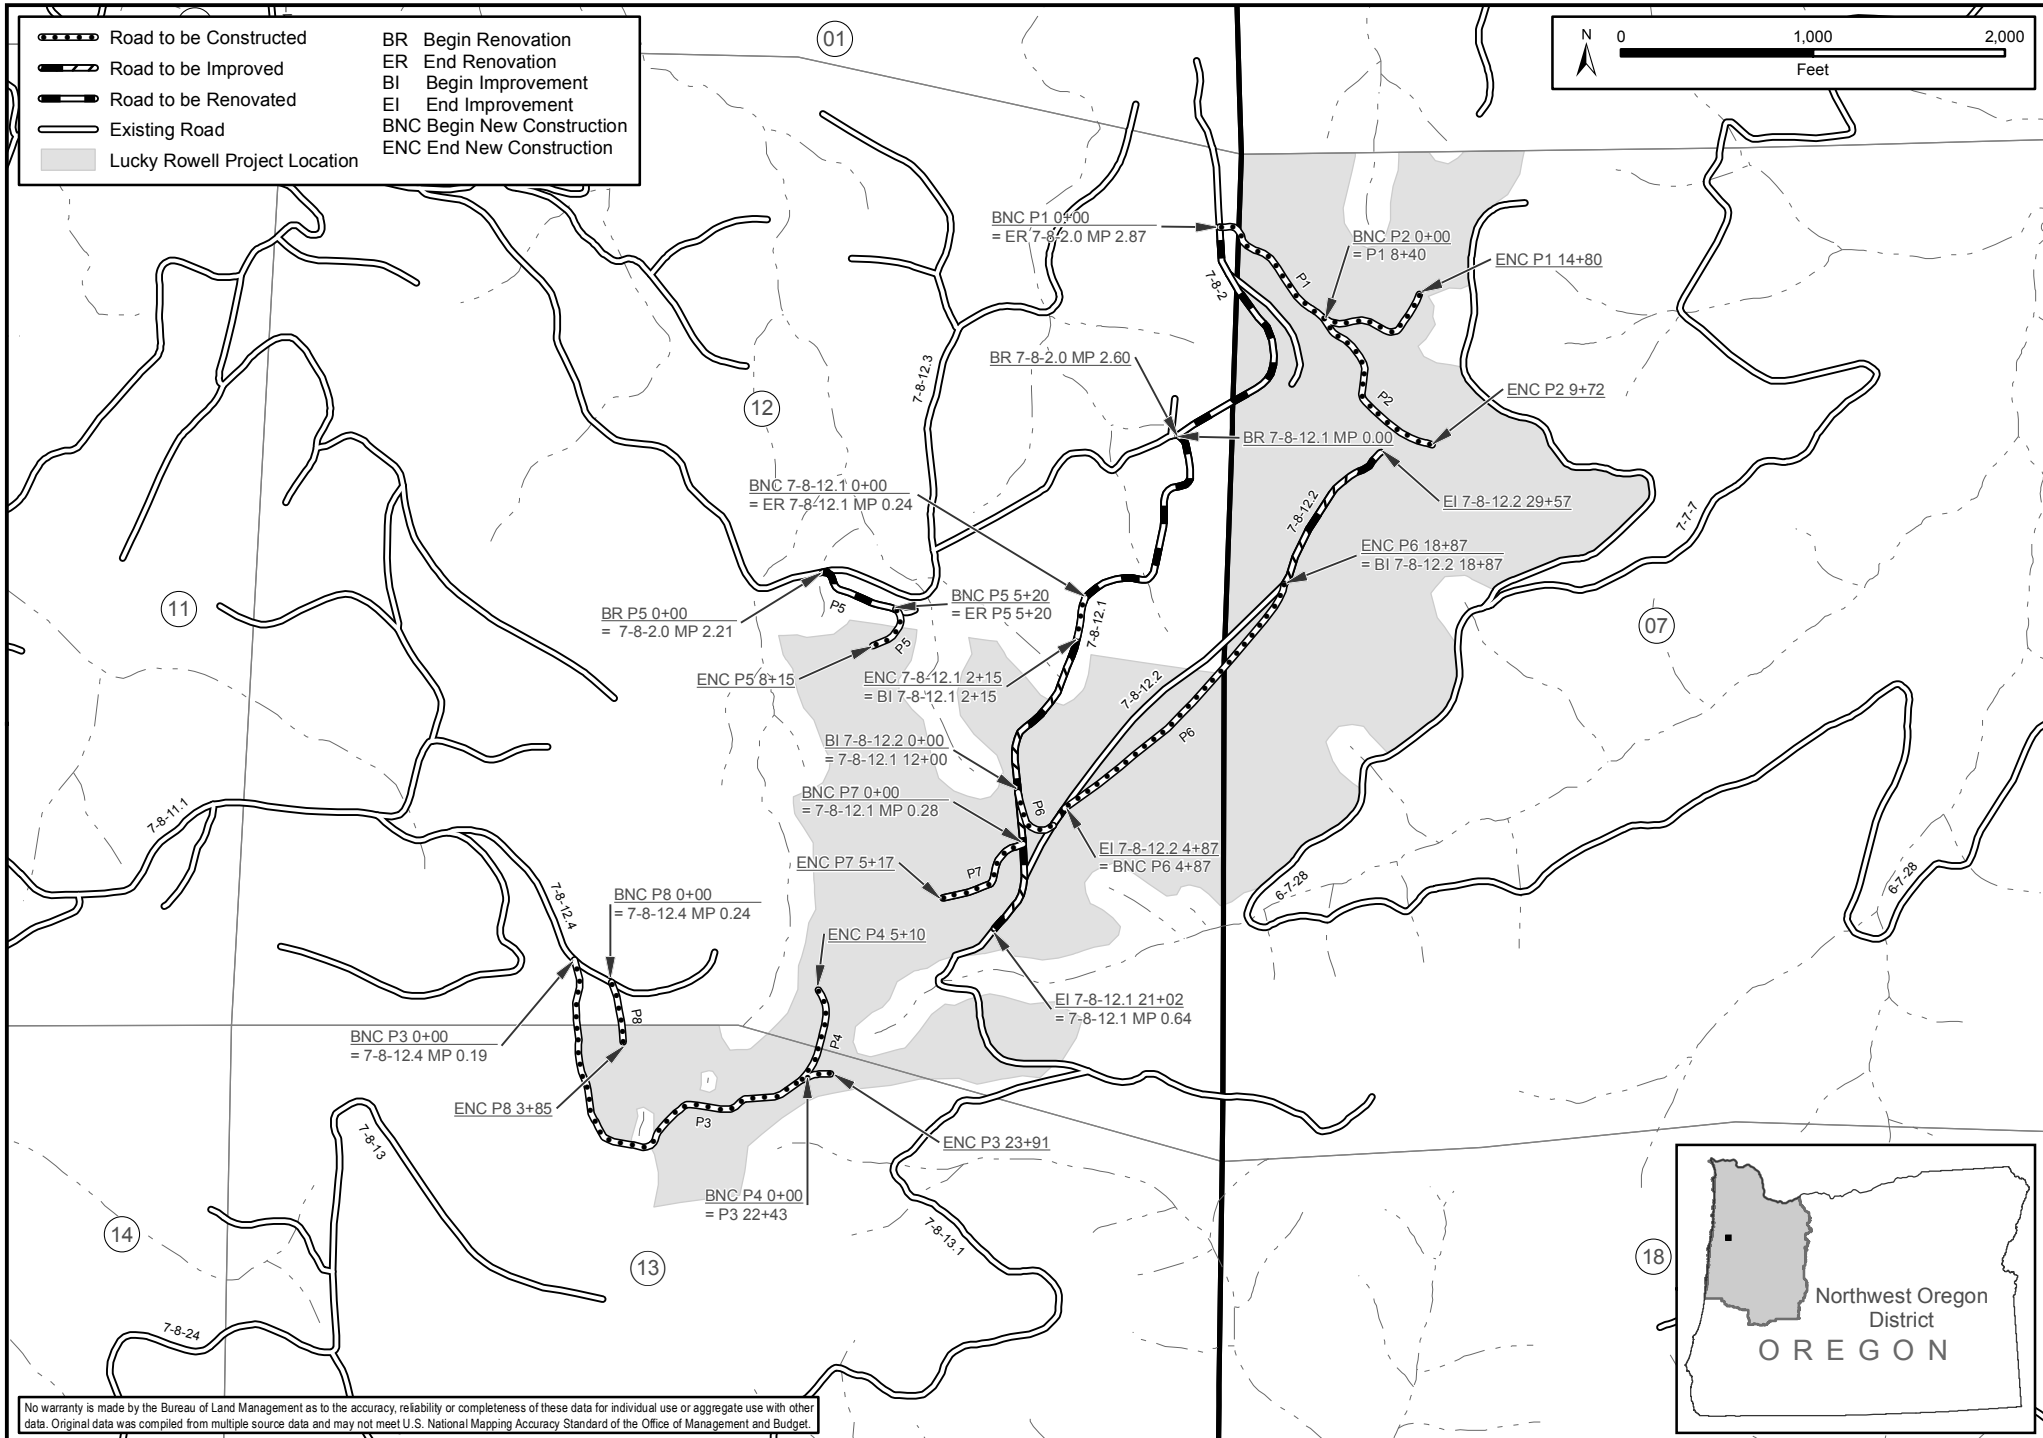 Road to be Constructed
Road to be Improved
Road to be Renovated
Existing Road
Lucky Rowell Project Location
BR Begin Renovation
ER End Renovation
BI Begin Improvement
EI End Improvement
BNC Begin New Construction
ENC End New Construction
01
N
0 1,000 2,000
Feet
BNC P1 0+00
= ER 7-8-2.0 MP 2.87
BNC P2 0+00
= P1 8+40
ENC P1 14+80
P1
7-8-2
BR 7-8-2.0 MP 2.60
7-8-12.3
12
P2
ENC P2 9+72
BR 7-8-12.1 MP 0.00
BNC 7-8-12.1 0+00
= ER 7-8-12.1 MP 0.24
EI 7-8-12.2 29+57
7-8-12.2
7-7-7
ENC P6 18+87
= BI 7-8-12.2 18+87
11
BR P5 0+00
= 7-8-2.0 MP 2.21
P5
BNC P5 5+20
= ER P5 5+20
P5
7-8-12.1
07
ENC P5 8+15
ENC 7-8-12.1 2+15
= BI 7-8-12.1 2+15
7-8-12.2
P6
BI 7-8-12.2 0+00
= 7-8-12.1 12+00
BNC P7 0+00
= 7-8-12.1 MP 0.28
P6
7-8-11.1
ENC P7 5+17
P7
EI 7-8-12.2 4+87
= BNC P6 4+87
6-7-28
6-7-28
7-8-12.4
BNC P8 0+00
= 7-8-12.4 MP 0.24
ENC P4 5+10
P8
EI 7-8-12.1 21+02
= 7-8-12.1 MP 0.64
BNC P3 0+00
= 7-8-12.4 MP 0.19
P4
ENC P8 3+85
P3
ENC P3 23+91
7-8-13
BNC P4 0+00
= P3 22+43
14
13
7-8-13.1
18
7-8-24
Northwest Oregon
District
OREGON
No warranty is made by the Bureau of Land Management as to the accuracy, reliability or completeness of these data for individual use or aggregate use with other
data. Original data was compiled from multiple source data and may not meet U.S. National Mapping Accuracy Standard of the Office of Management and Budget.